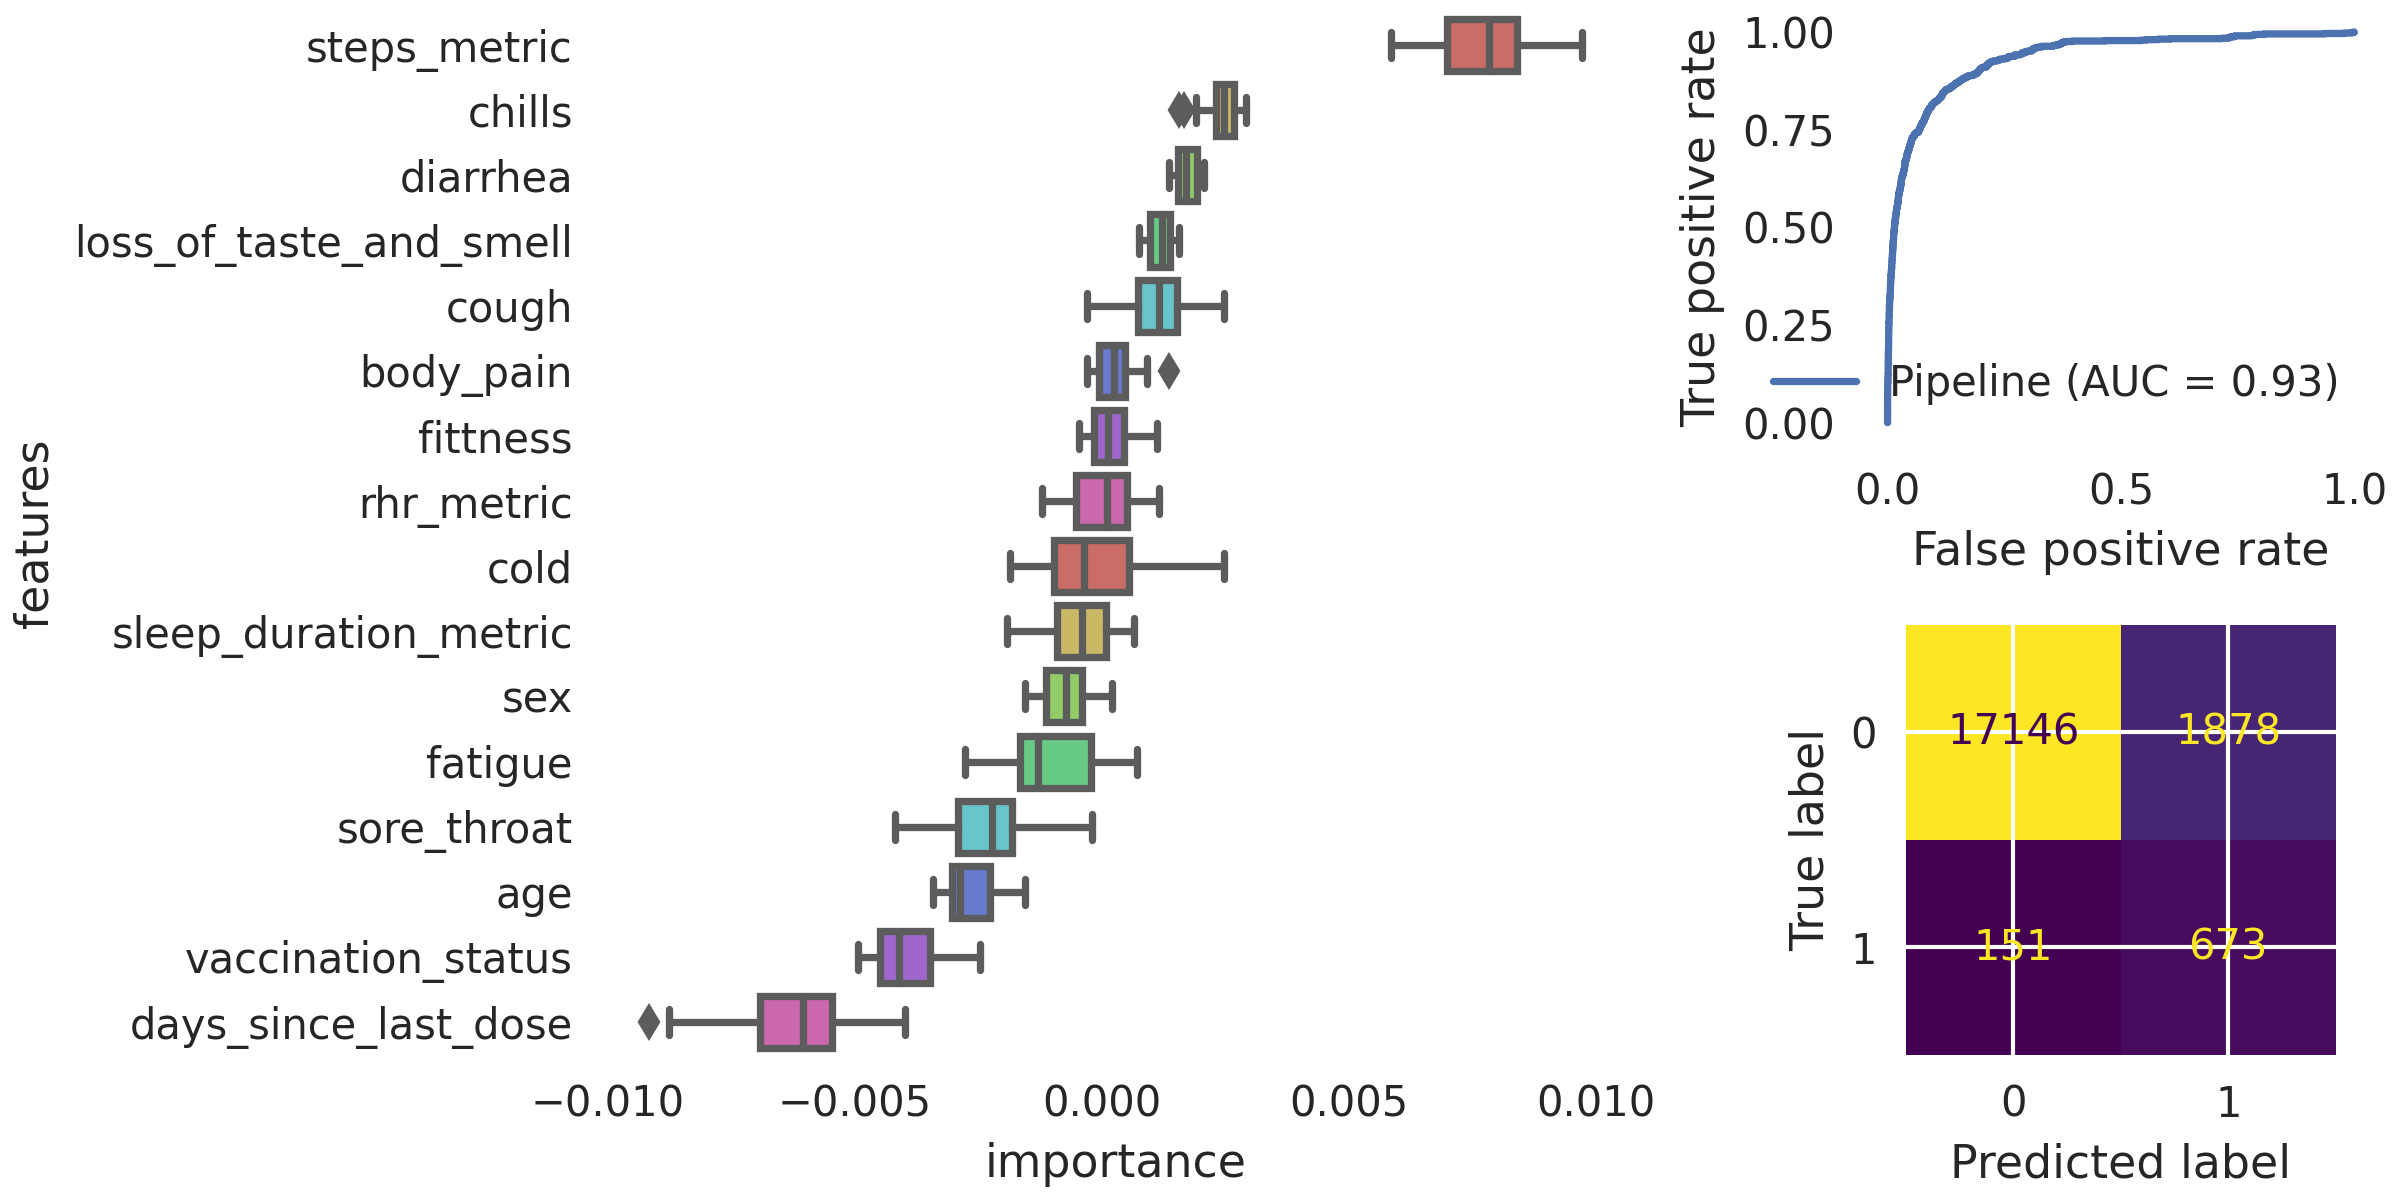 features
steps_metric
chills
diarrhea
loss_of_taste_and_smell
cough
body_pain
fittness
rhr_metric
cold
sleep_duration_metric
sex
fatigue
sore_throat
age
vaccination_status
days_since_last_dose
−0.010 −0.005 0.000 0.005 0.010
importance
True positive rate
1.00
0.75
0.50
0.25
0.00
Pipeline (AUC = 0.93)
0.0 0.5 1.0
False positive rate
True label
0 17146 1878
1 151 673
0 1
Predicted label